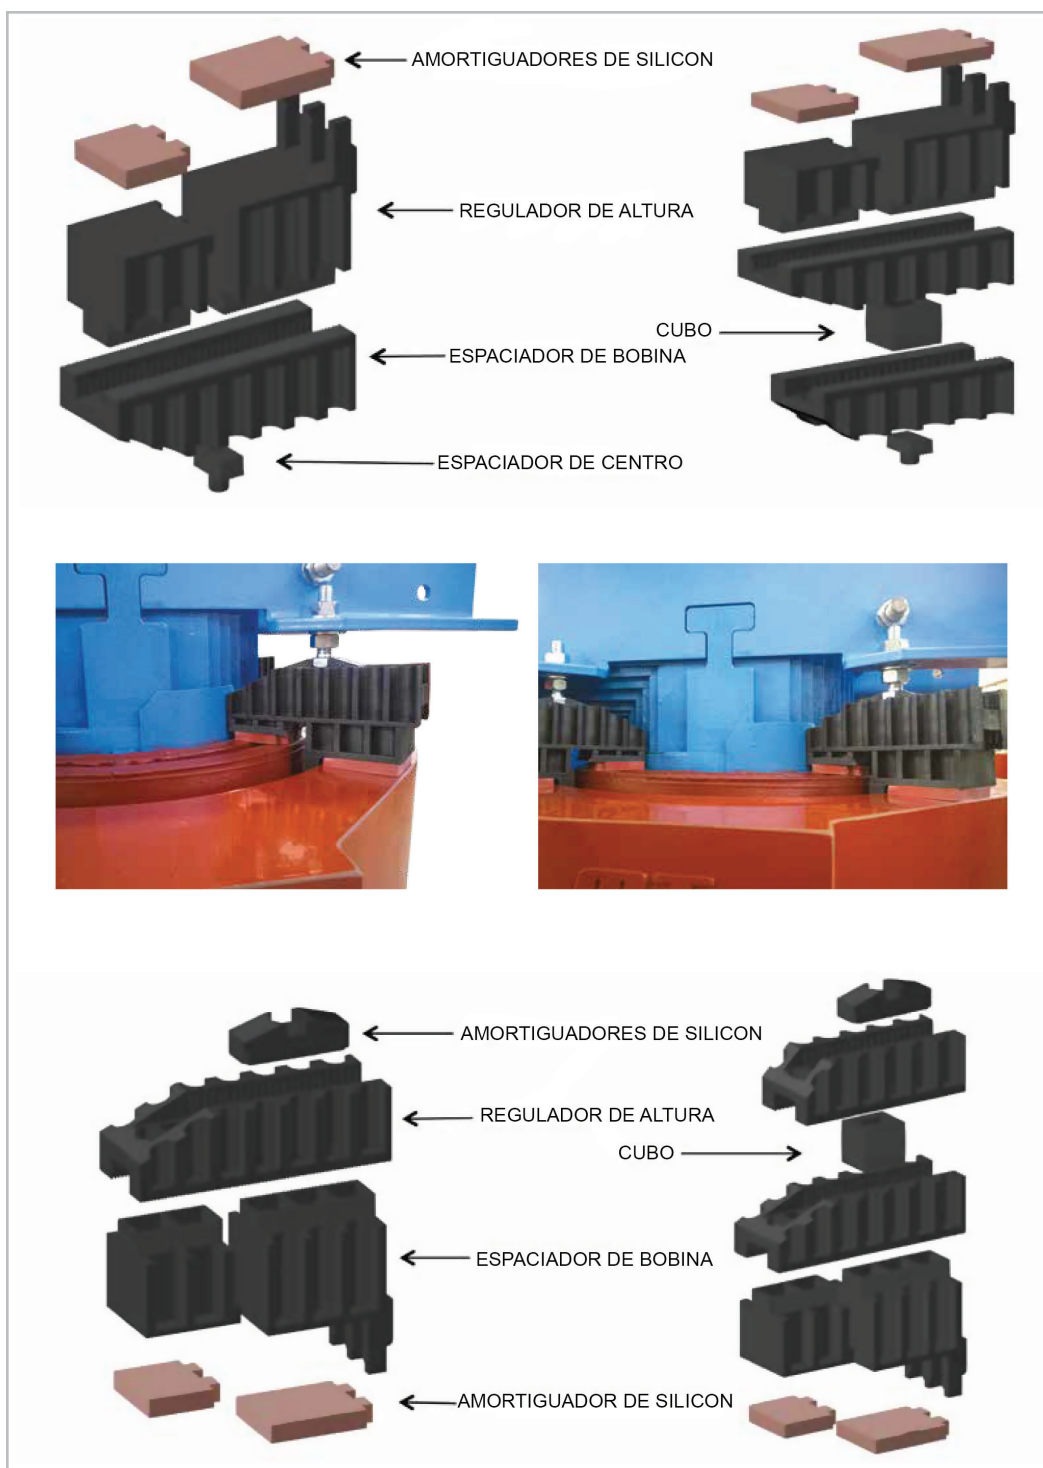 AMORTIGUADORES DE SILICON
REGULADOR DE ALTURA
CUBO
ESPACIADOR DE BOBINA
ESPACIADOR DE CENTRO
AMORTIGUADORES DE SILICON
REGULADOR DE ALTURA
CUBO
ESPACIADOR DE BOBINA
AMORTIGUADOR DE SILICON